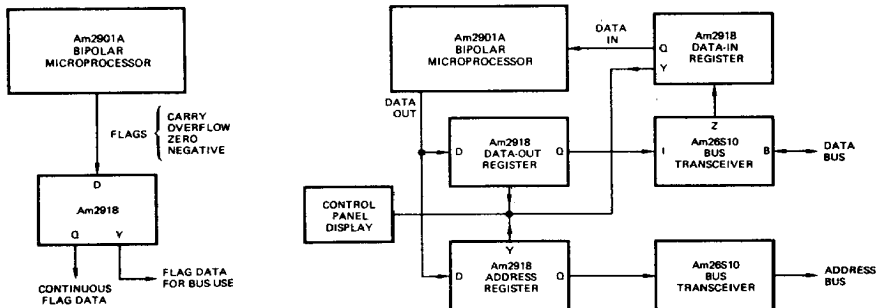 Am2901A
BIPOLAR
MICROPROCESSOR
FLAGS
CARRY
OVERFLOW
ZERO
NEGATIVE
D
Am2918
Q Y
CONTINUOUS
FLAG DATA
FLAG DATA
FOR BUS USE
Am2901A
BIPOLAR
MICROPROCESSOR
DATA
IN
Am2918
DATA-IN
REGISTER
Q
Y
DATA
OUT
D
Am2918
DATA-OUT
REGISTER
Q
Z
Am26S10
BUS
TRANSCEIVER
I
B
DATA
BUS
CONTROL
PANEL
DISPLAY
Y
D
Am2918
ADDRESS
REGISTER
Q
Am26S10
BUS
TRANSCEIVER
ADDRESS
BUS